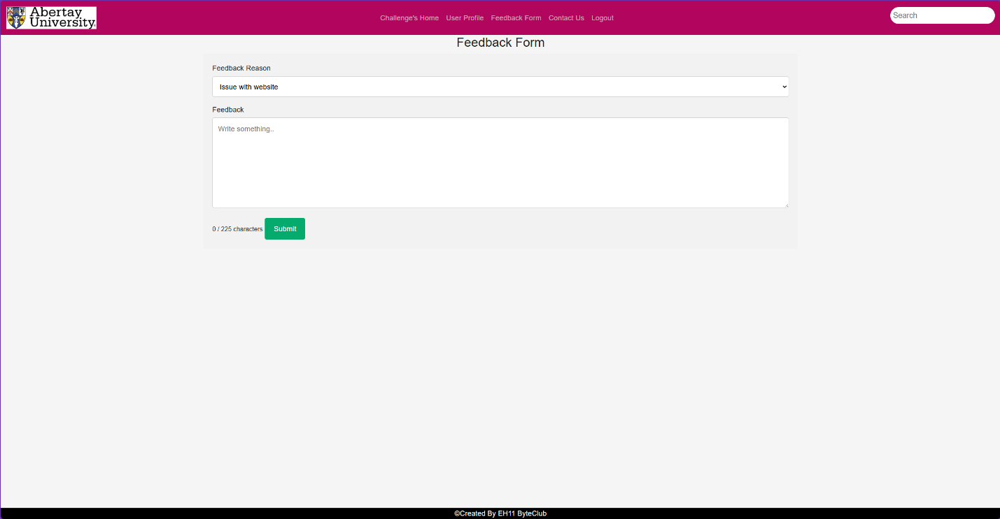 Abertay
University
Challenge's Home User Profile Feedback Form Contact Us Logout
Search
Feedback Form
Feedback Reason
Issue with website
Feedback
Write something..
0 / 225 characters Submit
©Created By EH11 ByteClub